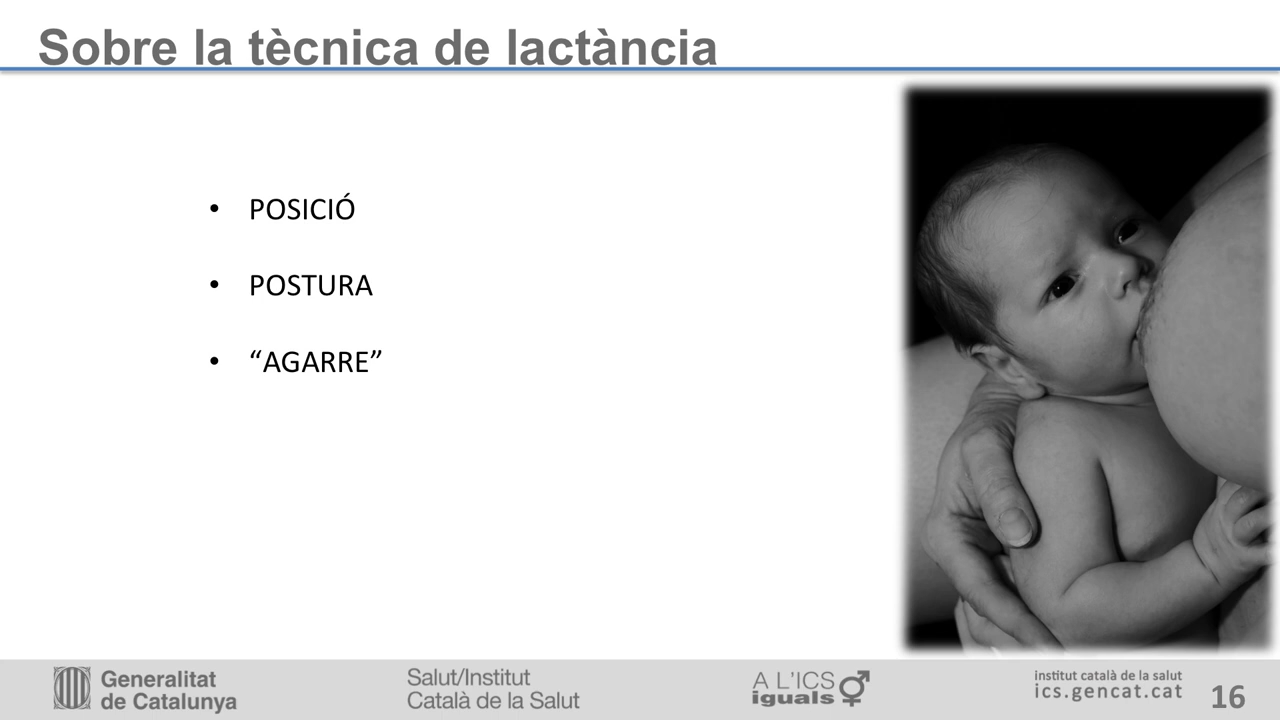 Sobre la tècnica de lactància
• POSICIÓ
• POSTURA
• “AGARRE”
Generalitat
de Catalunya
Salut/Institut
Català de la Salut
A L'ICS
iguals
institut català de la salut
ics.gencat.cat
16